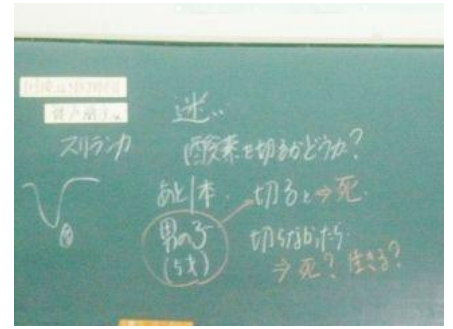 迷い
スリランカ
酸素を切るかどうか?
あと1本
切ると⇒死
男の子
(5才)
切らなかったら
⇒死? 生きる?